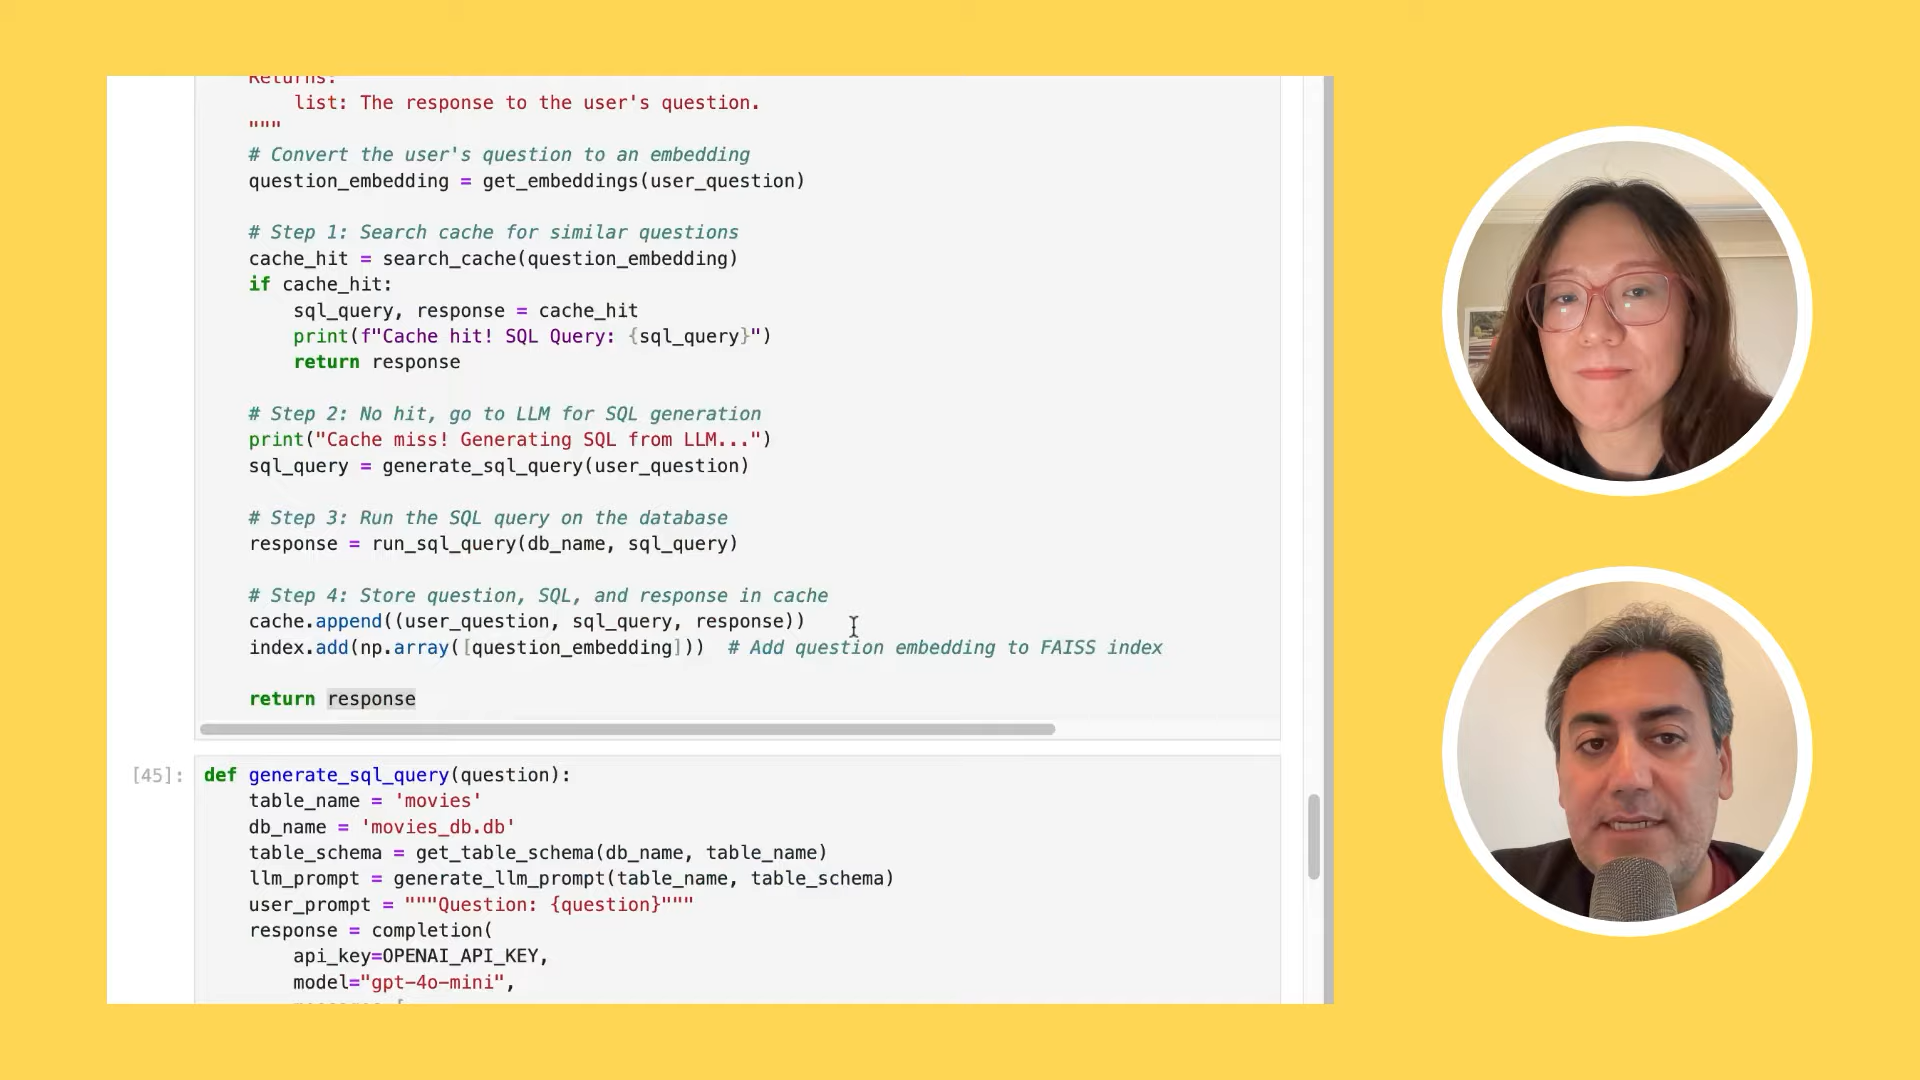 Returns:
list: The response to the user's question.
"""
# Convert the user's question to an embedding
question_embedding = get_embeddings(user_question)
# Step 1: Search cache for similar questions
cache_hit = search_cache(question_embedding)
if cache_hit:
sql_query, response = cache_hit
print(f"Cache hit! SQL Query: {sql_query}")
return response
# Step 2: No hit, go to LLM for SQL generation
print("Cache miss! Generating SQL from LLM...")
sql_query = generate_sql_query(user_question)
# Step 3: Run the SQL query on the database
response = run_sql_query(db_name, sql_query)
# Step 4: Store question, SQL, and response in cache
cache.append((user_question, sql_query, response))
index.add(np.array([question_embedding])) # Add question embedding to FAISS index
return response
[45]: def generate_sql_query(question):
table_name = 'movies'
db_name = 'movies_db.db'
table_schema = get_table_schema(db_name, table_name)
llm_prompt = generate_llm_prompt(table_name, table_schema)
user_prompt = """Question: {question}"""
response = completion(
api_key=OPENAI_API_KEY,
model="gpt-4o-mini",